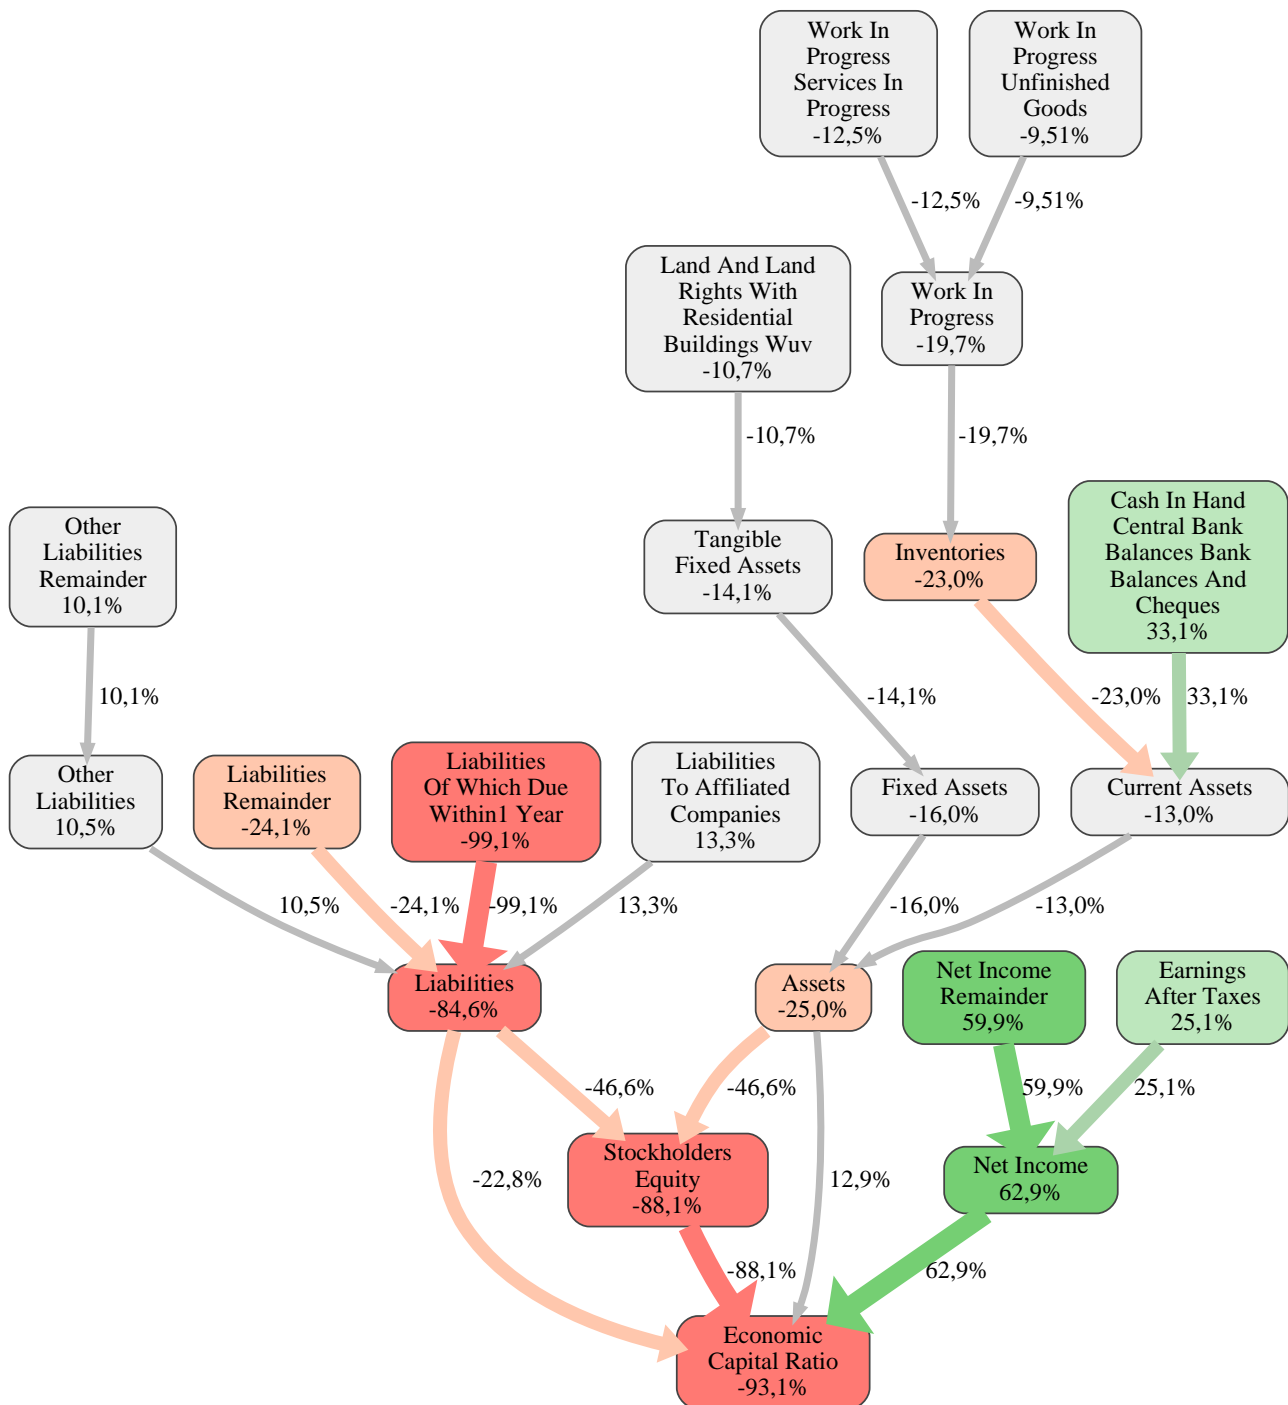 Work In
Progress
Services In
Progress
-12,5%
Work In
Progress
Unfinished
Goods
-9,51%
-12,5%
-9,51%
Land And Land
Rights With
Residential
Buildings Wuv
-10,7%
Work In
Progress
-19,7%
-10,7%
-19,7%
Other
Liabilities
Remainder
10,1%
Tangible
Fixed Assets
-14,1%
Inventories
-23,0%
Cash In Hand
Central Bank
Balances Bank
Balances And
Cheques
33,1%
10,1%
-14,1%
-23,0%
33,1%
Other
Liabilities
10,5%
Liabilities
Remainder
-24,1%
Liabilities
Of Which Due
Within1 Year
-99,1%
Liabilities
To Affiliated
Companies
13,3%
Fixed Assets
-16,0%
Current Assets
-13,0%
10,5%
-24,1%
-99,1%
13,3%
-16,0%
-13,0%
Liabilities
-84,6%
Assets
-25,0%
Net Income
Remainder
59,9%
Earnings
After Taxes
25,1%
-46,6%
-46,6%
59,9%
25,1%
Stockholders
Equity
-88,1%
Net Income
62,9%
-22,8%
12,9%
-88,1%
62,9%
Economic
Capital Ratio
-93,1%